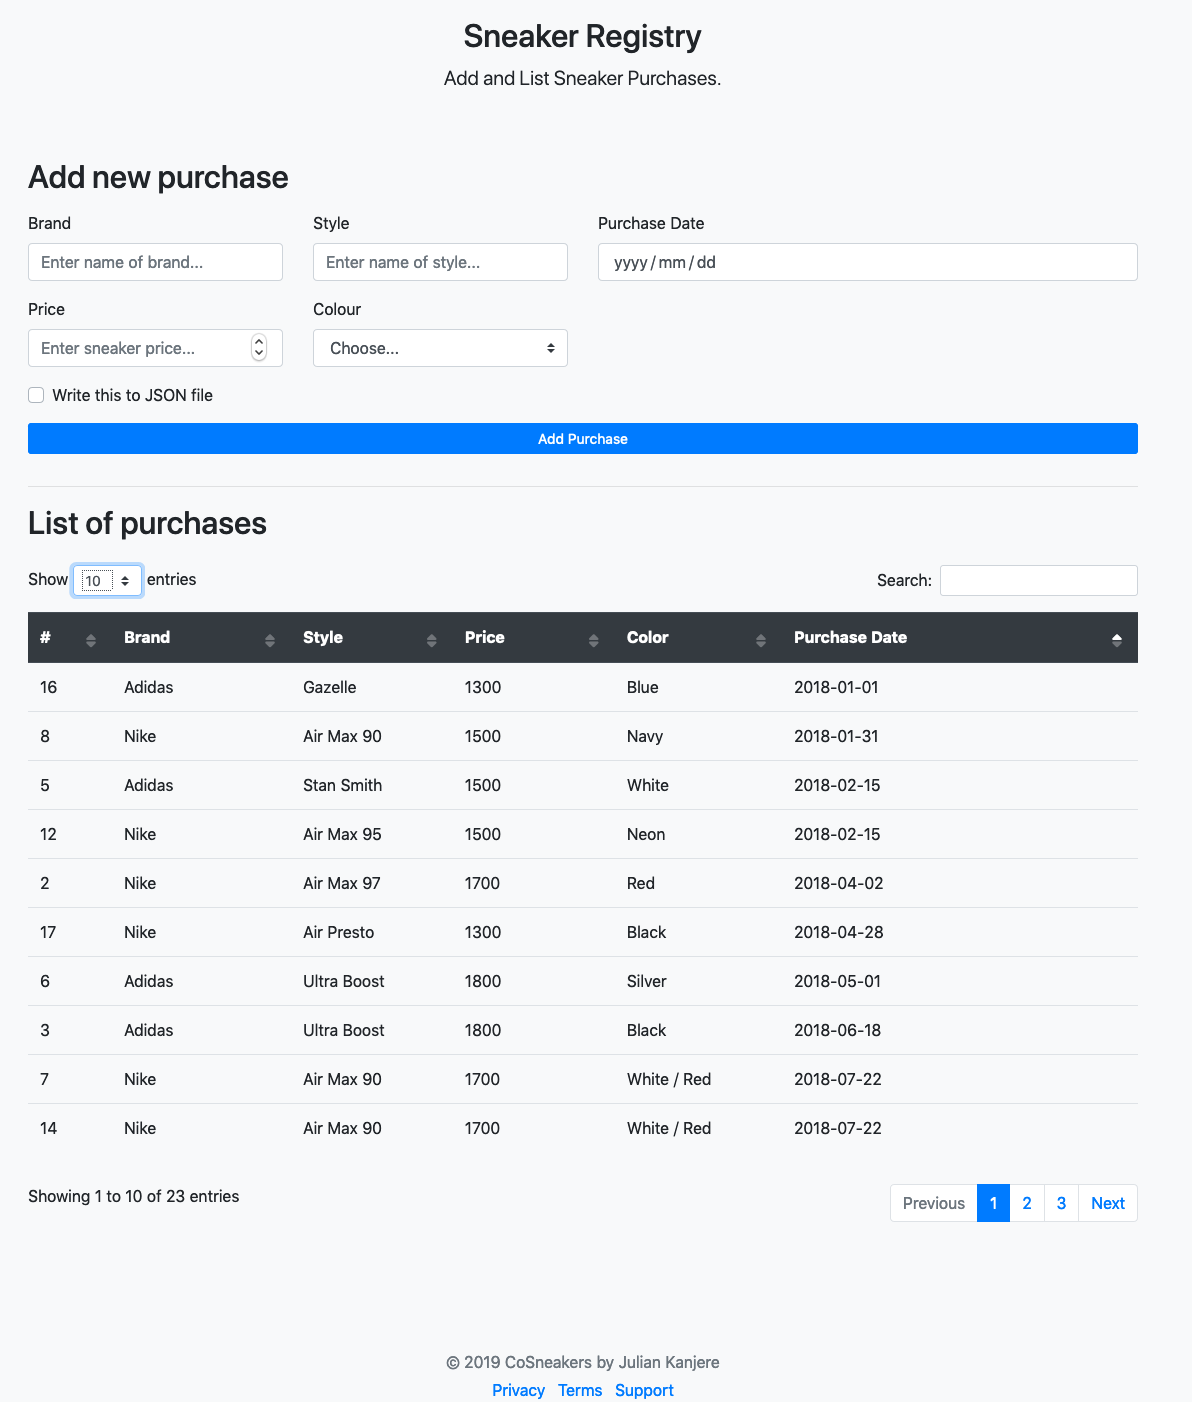 Sneaker Registry
Add and List Sneaker Purchases.
Add new purchase
Brand Style Purchase Date
Enter name of brand... Enter name of style... yyyy/mm/dd
Price Colour
Enter sneaker price... Choose...
Write this to JSON file
Add Purchase
List of purchases
Show 10 entries Search:
# Brand Style Price Color Purchase Date
16 Adidas Gazelle 1300 Blue 2018-01-01
8 Nike Air Max 90 1500 Navy 2018-01-31
5 Adidas Stan Smith 1500 White 2018-02-15
12 Nike Air Max 95 1500 Neon 2018-02-15
2 Nike Air Max 97 1700 Red 2018-04-02
17 Nike Air Presto 1300 Black 2018-04-28
6 Adidas Ultra Boost 1800 Silver 2018-05-01
3 Adidas Ultra Boost 1800 Black 2018-06-18
7 Nike Air Max 90 1700 White / Red 2018-07-22
14 Nike Air Max 90 1700 White / Red 2018-07-22
Showing 1 to 10 of 23 entries Previous 1 2 3 Next
© 2019 CoSneakers by Julian Kanjere
Privacy Terms Support